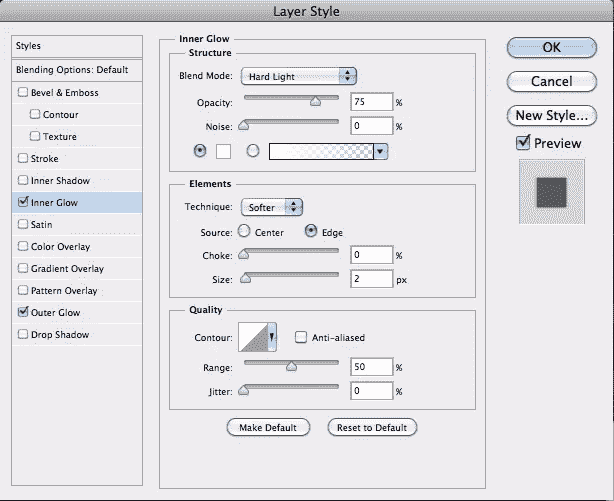 Layer Style
Styles
Blending Options: Default
Bevel & Emboss
Contour
Texture
Stroke
Inner Shadow
Inner Glow
Satin
Color Overlay
Gradient Overlay
Pattern Overlay
Outer Glow
Drop Shadow
Inner Glow
Structure
Blend Mode: Hard Light
Opacity: 75 %
Noise: 0 %
Elements
Technique: Softer
Source: Center Edge
Choke: 0 %
Size: 2 px
Quality
Contour: Anti-aliased
Range: 50 %
Jitter: 0 %
Make Default Reset to Default
OK
Cancel
New Style...
Preview